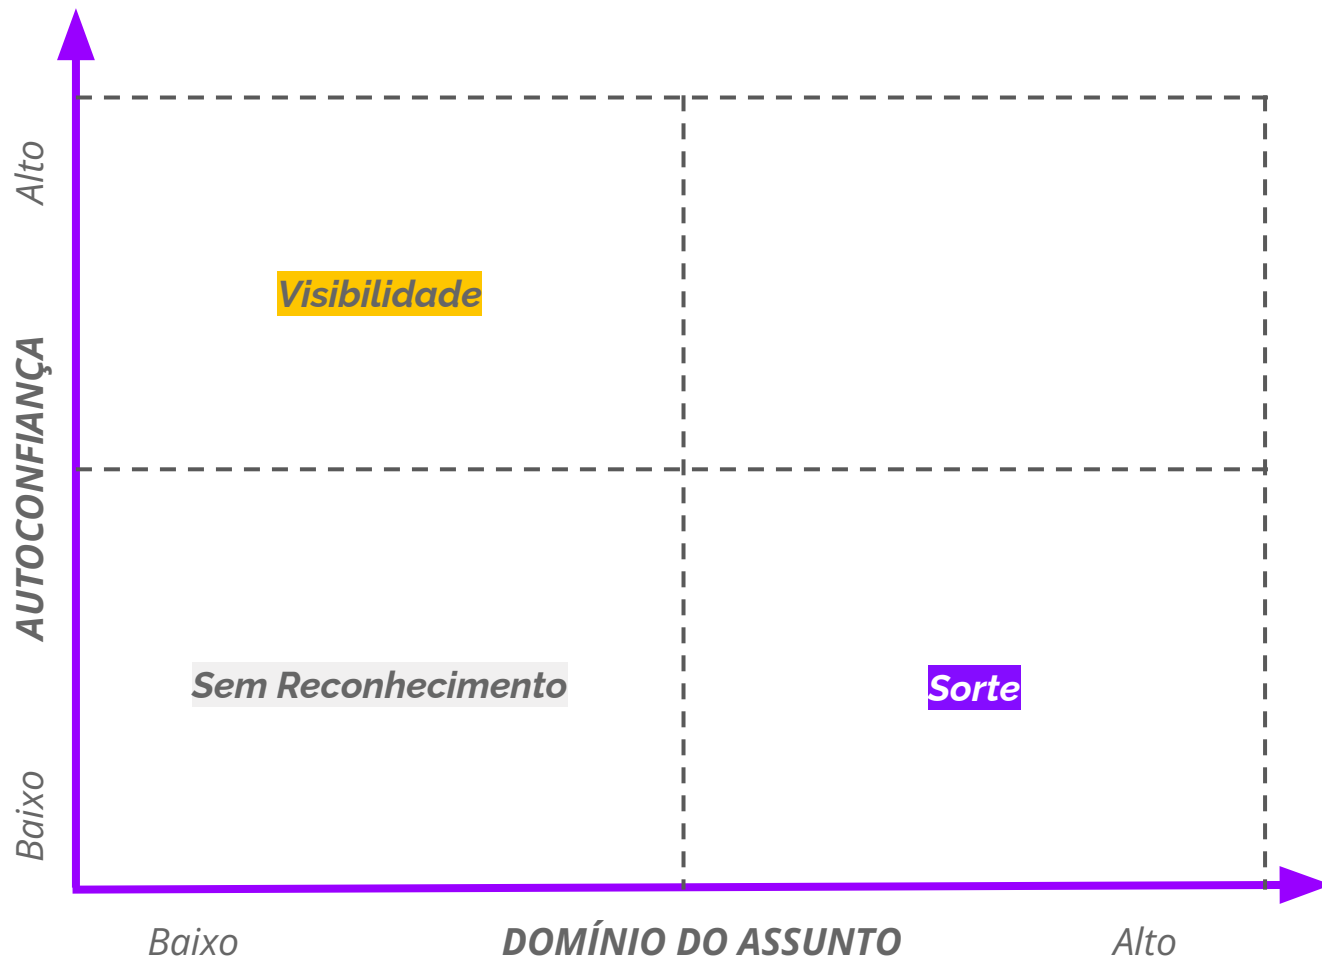 Alto
Visibilidade
AUTOCONFIANÇA
Sem Reconhecimento
Sorte
Baixo
Baixo
DOMÍNIO DO ASSUNTO
Alto